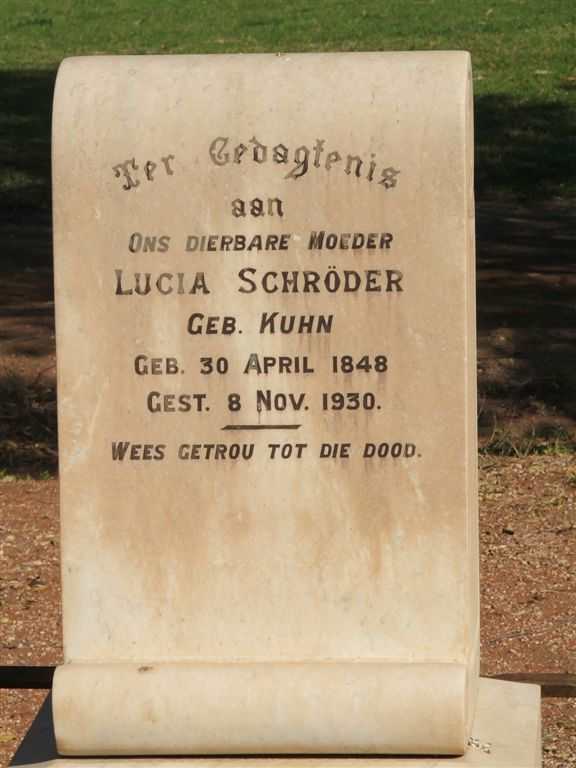 Ter Gedagtenis
aan
ONS DIERBARE MOEDER
LUCIA SCHRÖDER
GEB. KUHN
GEB. 30 APRIL 1848
GEST. 8 NOV. 1930.
WEES GETROU TOT DIE DOOD.